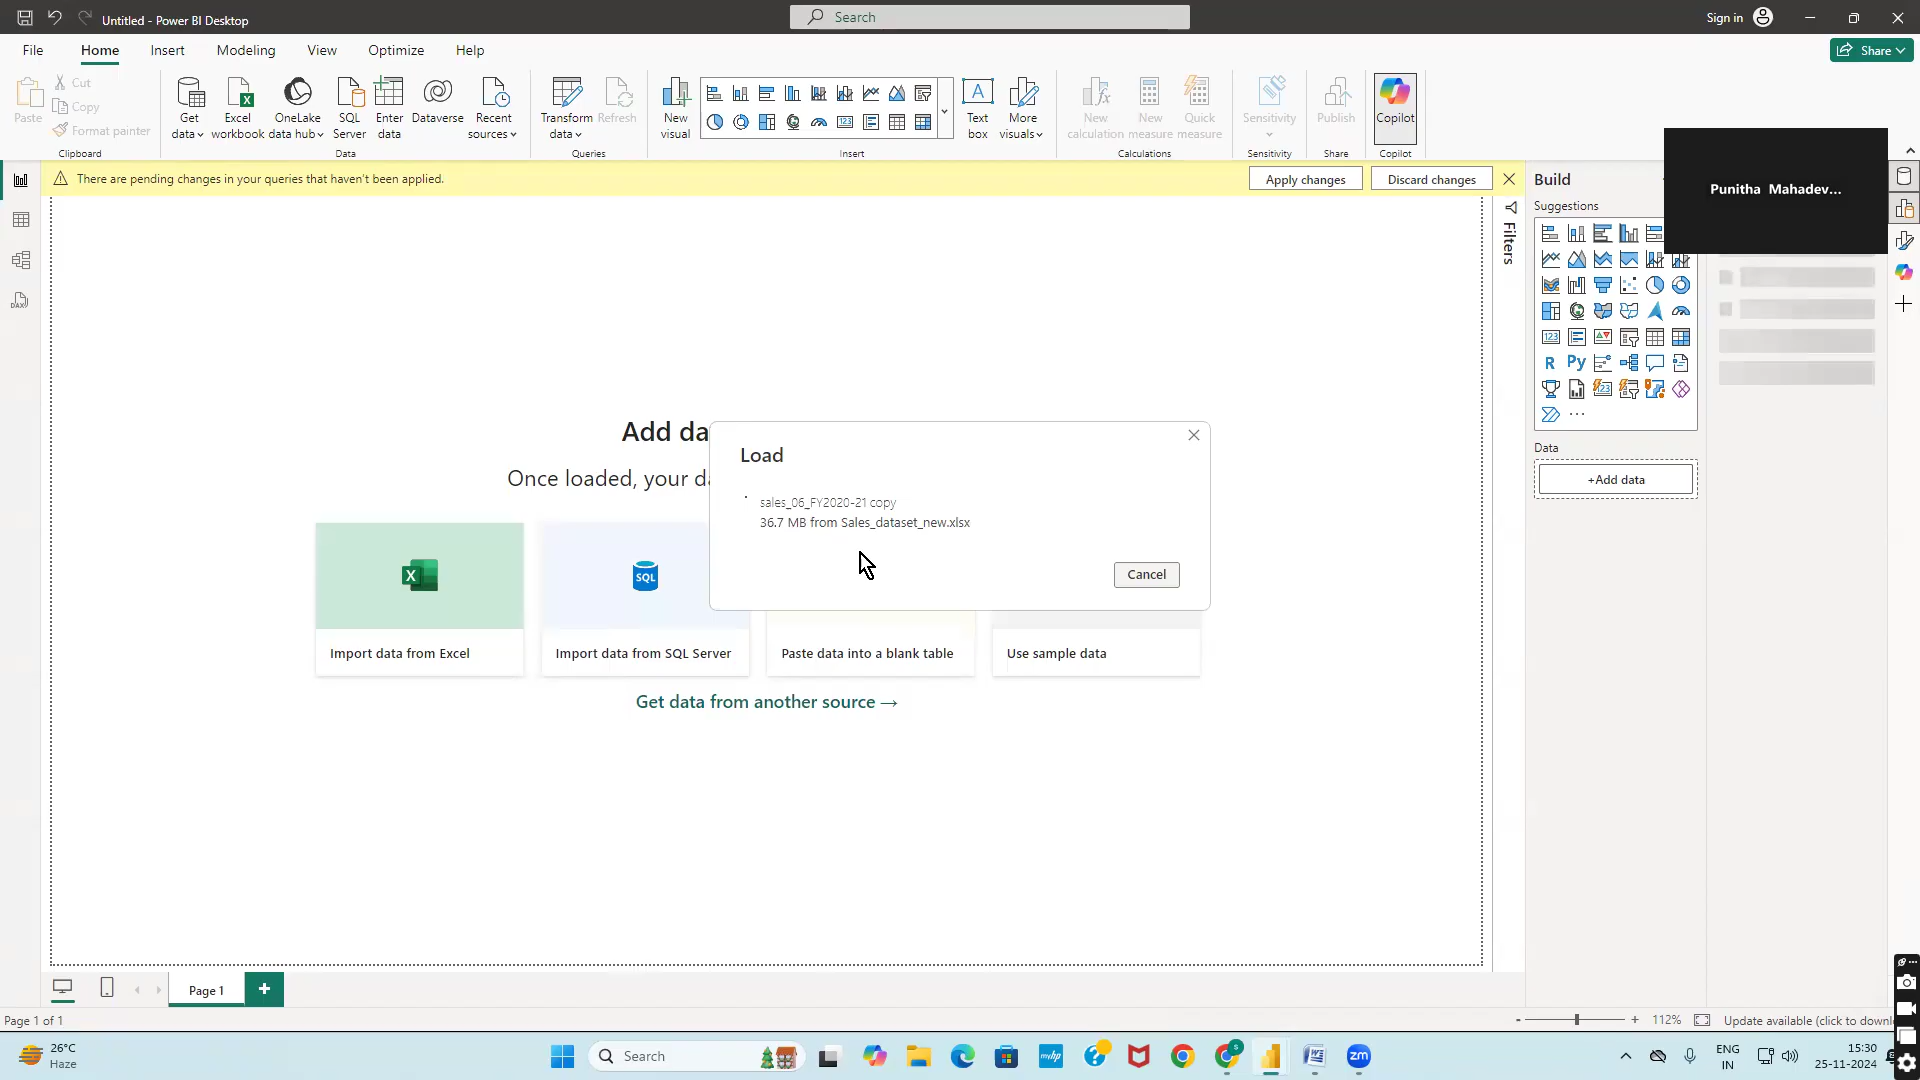 Untitled - Power BI Desktop
Search
Sign in
File
Home
Insert
Modeling
View
Optimize
Help
Share
Paste
Cut
Copy
Format painter
Clipboard
Get data
Excel workbook
OneLake data hub
SQL Server
Enter data
Dataverse
Recent sources
Data
Transform data
Refresh
Queries
New visual
Text box
More visuals
Insert
New calculation
New measure
Quick measure
Calculations
Sensitivity
Sensitivity
Publish
Share
Copilot
Copilot
Punitha Mahadev...
There are pending changes in your queries that haven't been applied.
Apply changes
Discard changes
Build
Suggestions
Filters
Data
+Add data
Add da
Once loaded, your da
Load
sales_06_FY2020-21 copy
36.7 MB from Sales_dataset_new.xlsx
Cancel
SQL
Import data from Excel
Import data from SQL Server
Paste data into a blank table
Use sample data
Get data from another source →
Page 1
Page 1 of 1
112%
Update available (click to downl
26°C
Haze
Search
ENG
IN
15:30
25-11-2024